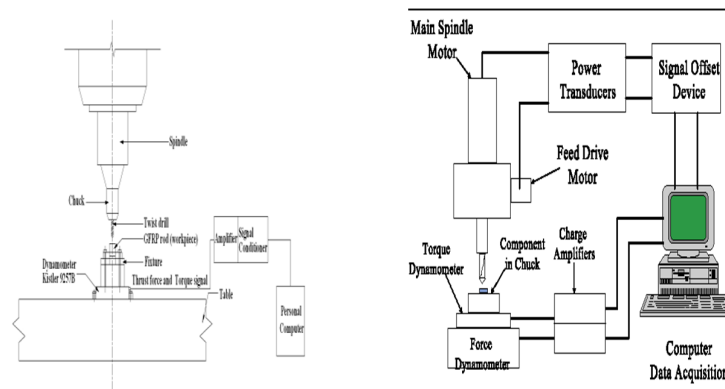 Spindle
Chuck
Twist drill
GFRP rod (workpiece)
Fixture
Dynamometer
Kistler 9257B
Thrust force and Torque signal
Table
Amplifier
Signal
Conditioner
Personal
Computer
Main Spindle
Motor
Power
Transducers
Signal Offset
Device
Feed Drive
Motor
Torque
Dynamometer
Component
in Chuck
Charge
Amplifiers
Force
Dynamometer
Computer
Data Acquisition